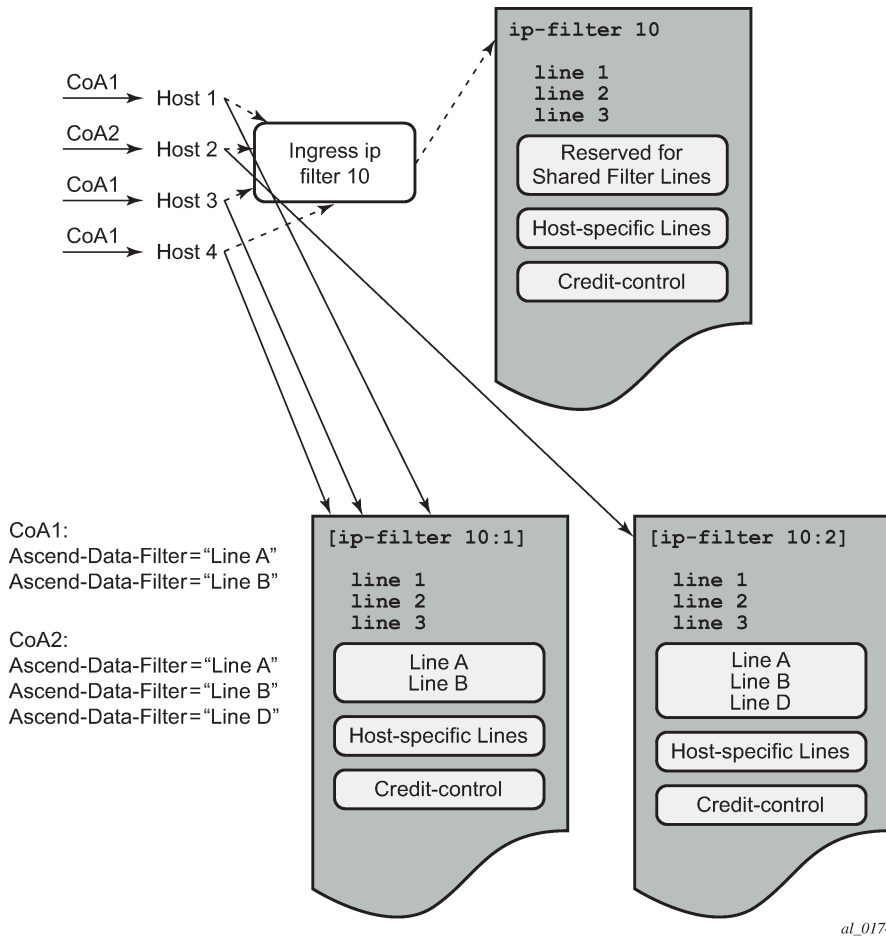 ip-filter 10
line 1
line 2
line 3
Reserved for
Shared Filter Lines
Host-specific Lines
Credit-control
CoA1
Host 1
CoA2
Host 2
CoA1
Host 3
CoA1
Host 4
Ingress ip
filter 10
CoA1:
Ascend-Data-Filter=“Line A”
Ascend-Data-Filter=“Line B”
CoA2:
Ascend-Data-Filter=“Line A”
Ascend-Data-Filter=“Line B”
Ascend-Data-Filter=“Line D”
[ip-filter 10:1]
line 1
line 2
line 3
Line A
Line B
Host-specific Lines
Credit-control
[ip-filter 10:2]
line 1
line 2
line 3
Line A
Line B
Line D
Host-specific Lines
Credit-control